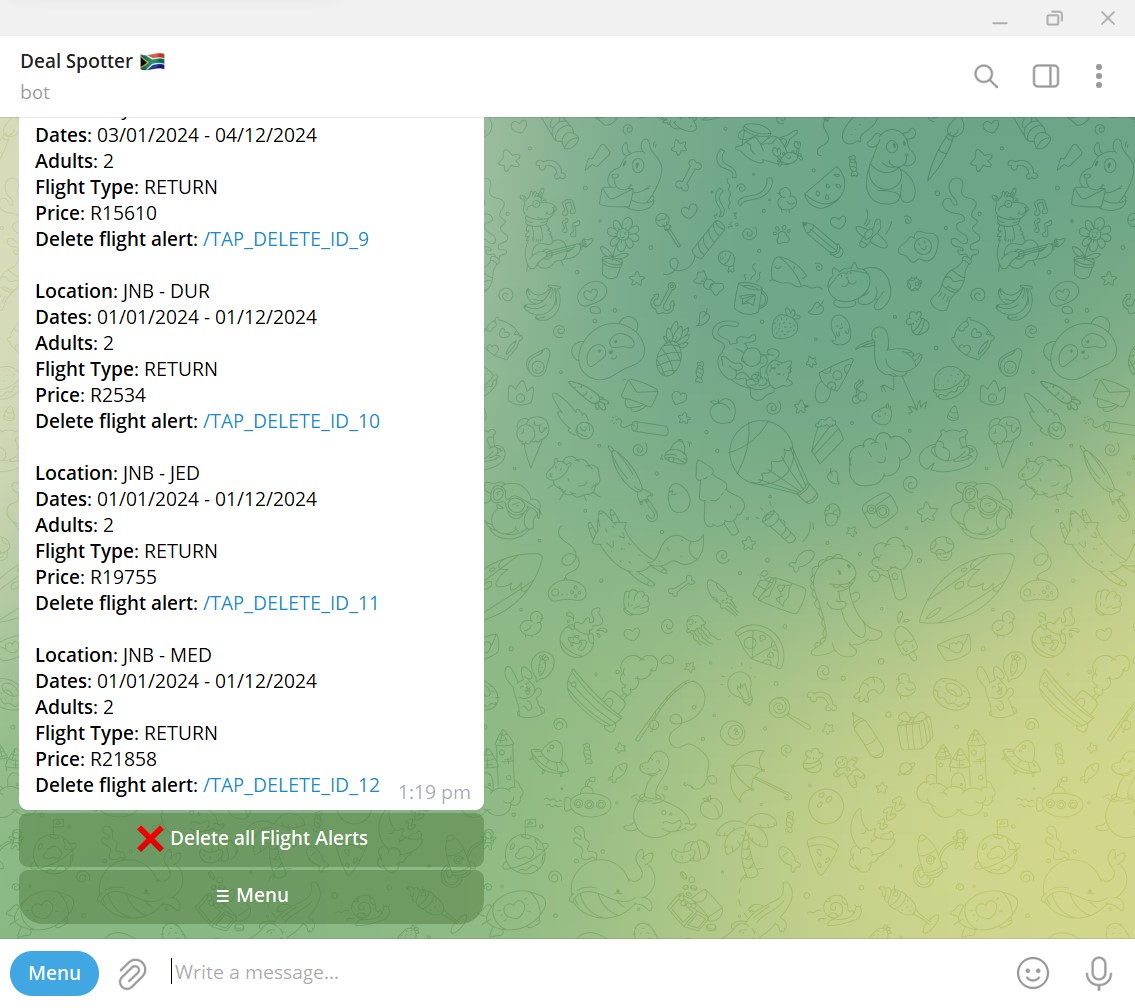 Deal Spotter 🇿🇦
bot
Dates: 03/01/2024 - 04/12/2024
Adults: 2
Flight Type: RETURN
Price: R15610
Delete flight alert: /TAP_DELETE_ID_9
Location: JNB - DUR
Dates: 01/01/2024 - 01/12/2024
Adults: 2
Flight Type: RETURN
Price: R2534
Delete flight alert: /TAP_DELETE_ID_10
Location: JNB - JED
Dates: 01/01/2024 - 01/12/2024
Adults: 2
Flight Type: RETURN
Price: R19755
Delete flight alert: /TAP_DELETE_ID_11
Location: JNB - MED
Dates: 01/01/2024 - 01/12/2024
Adults: 2
Flight Type: RETURN
Price: R21858
Delete flight alert: /TAP_DELETE_ID_12
1:19 pm
❌ Delete all Flight Alerts
☰ Menu
Menu
Write a message...